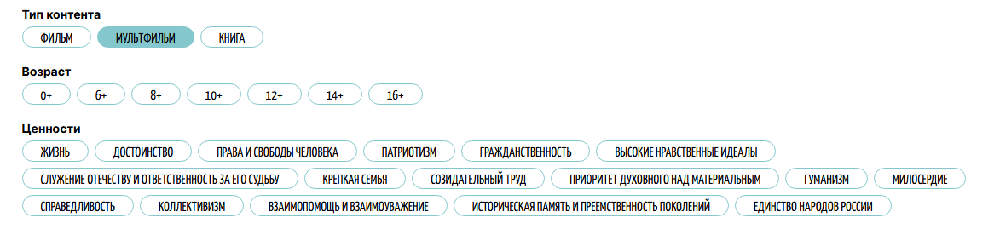 Тип контента
ФИЛЬМ МУЛЬТФИЛЬМ КНИГА
Возраст
0+ 6+ 8+ 10+ 12+ 14+ 16+
Ценности
ЖИЗНЬ ДОСТОИНСТВО ПРАВА И СВОБОДЫ ЧЕЛОВЕКА ПАТРИОТИЗМ ГРАЖДАНСТВЕННОСТЬ ВЫСОКИЕ НРАВСТВЕННЫЕ ИДЕАЛЫ
СЛУЖЕНИЕ ОТЕЧЕСТВУ И ОТВЕТСТВЕННОСТЬ ЗА ЕГО СУДЬБУ КРЕПКАЯ СЕМЬЯ СОЗИДАТЕЛЬНЫЙ ТРУД ПРИОРИТЕТ ДУХОВНОГО НАД МАТЕРИАЛЬНЫМ ГУМАНИЗМ МИЛОСЕРДИЕ
СПРАВЕДЛИВОСТЬ КОЛЛЕКТИВИЗМ ВЗАИМОПОМОЩЬ И ВЗАИМОУВАЖЕНИЕ ИСТОРИЧЕСКАЯ ПАМЯТЬ И ПРЕЕМСТВЕННОСТЬ ПОКОЛЕНИЙ ЕДИНСТВО НАРОДОВ РОССИИ